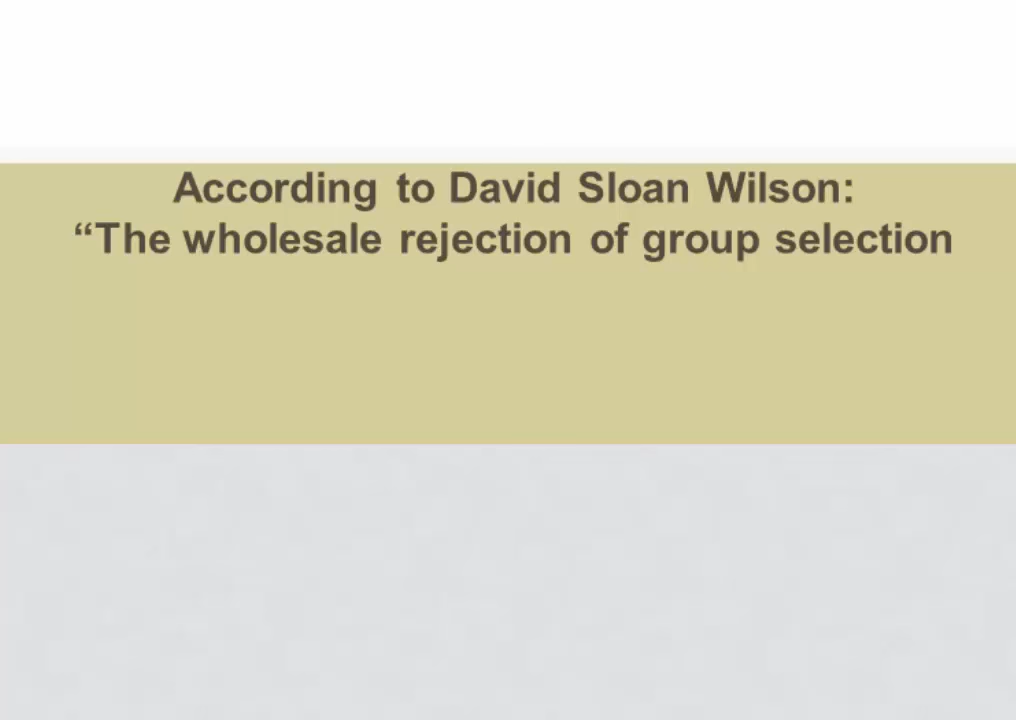 According to David Sloan Wilson:
“The wholesale rejection of group selection